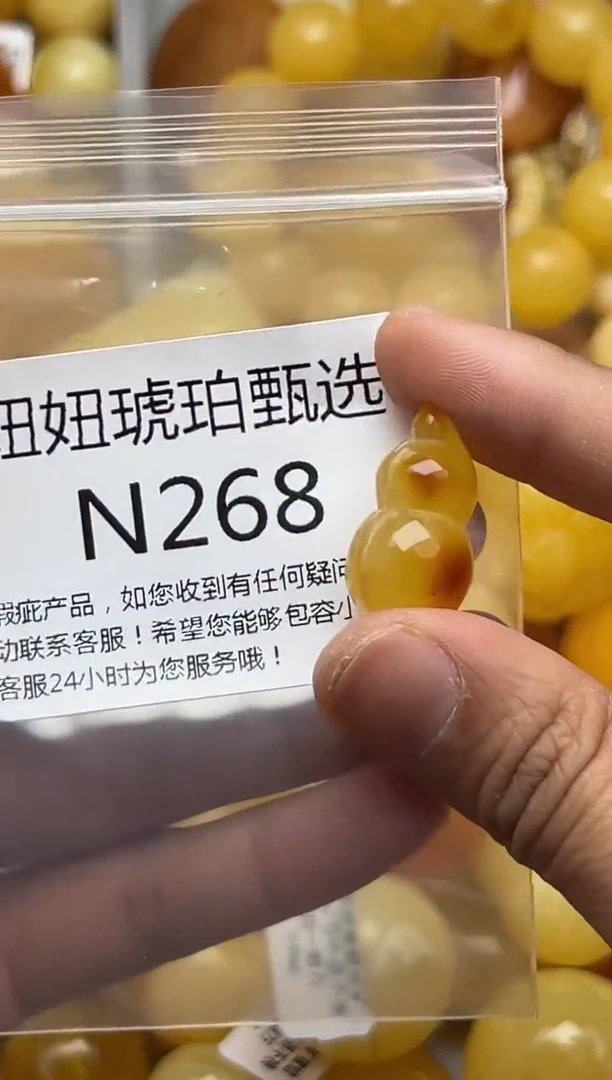 妞妞琥珀甄选
N268
瑕疵产品，如您收到有任何疑问
动联系客服！希望您能够包容小
客服24小时为您服务哦！